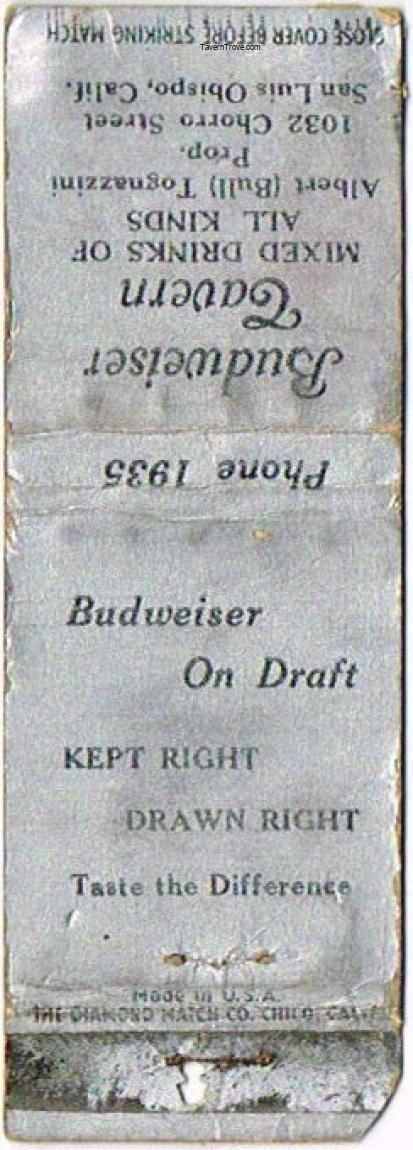 CLOSE COVER BEFORE STRIKING MATCH
TavernTrove.com
Budweiser
Tavern
MIXED DRINKS OF
ALL KINDS
Albert (Bull) Tognazzini
Prop.
1032 Chorro Street
San Luis Obispo, Calif.
Phone 1935
Budweiser
On Draft
KEPT RIGHT
DRAWN RIGHT
Taste the Difference
Made in U.S.A.
THE DIAMOND MATCH CO. CHICO, CALIF.